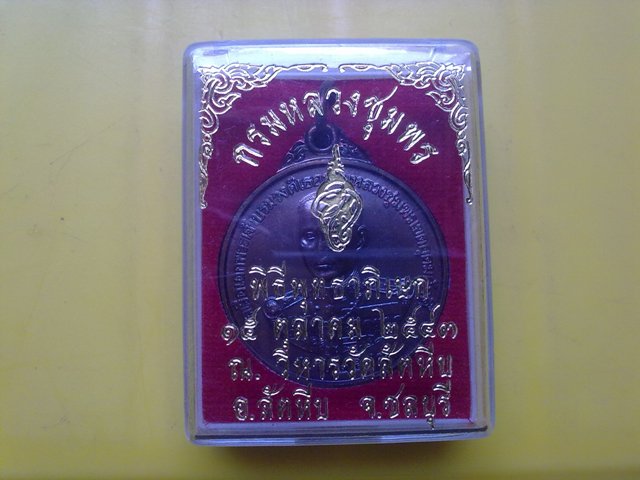 กรมหลวงชุมพร
พิธีพุทธาภิเษก
๑๕ ตุลาคม ๒๕๔๓
ณ. วิหารวัดสัตหีบ
อ.สัตหีบ จ.ชลบุรี